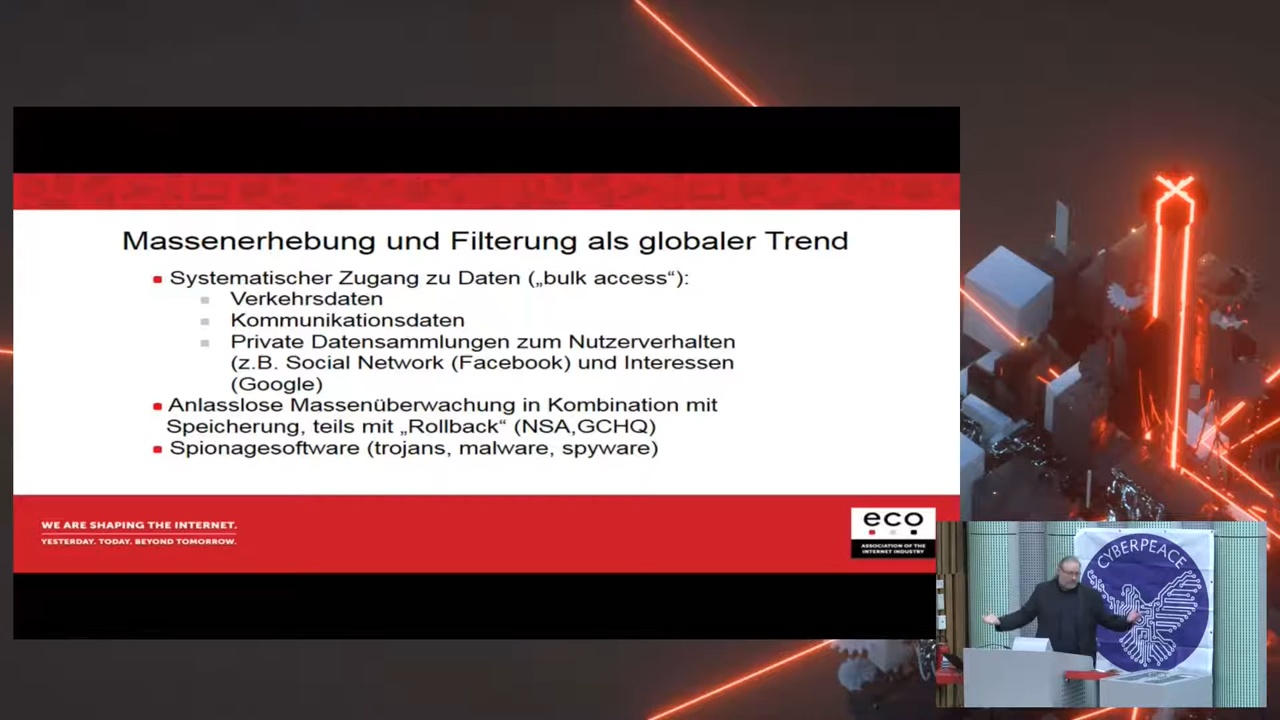 Massenerhebung und Filterung als globaler Trend
Systematischer Zugang zu Daten („bulk access“):
Verkehrsdaten
Kommunikationsdaten
Private Datensammlungen zum Nutzerverhalten
(z.B. Social Network (Facebook) und Interessen
(Google)
Anlasslose Massenüberwachung in Kombination mit
Speicherung, teils mit „Rollback“ (NSA,GCHQ)
Spionagesoftware (trojans, malware, spyware)
WE ARE SHAPING THE INTERNET.
YESTERDAY. TODAY. BEYOND TOMORROW.
eco
ASSOCIATION OF THE
INTERNET INDUSTRY
CYBERPEACE